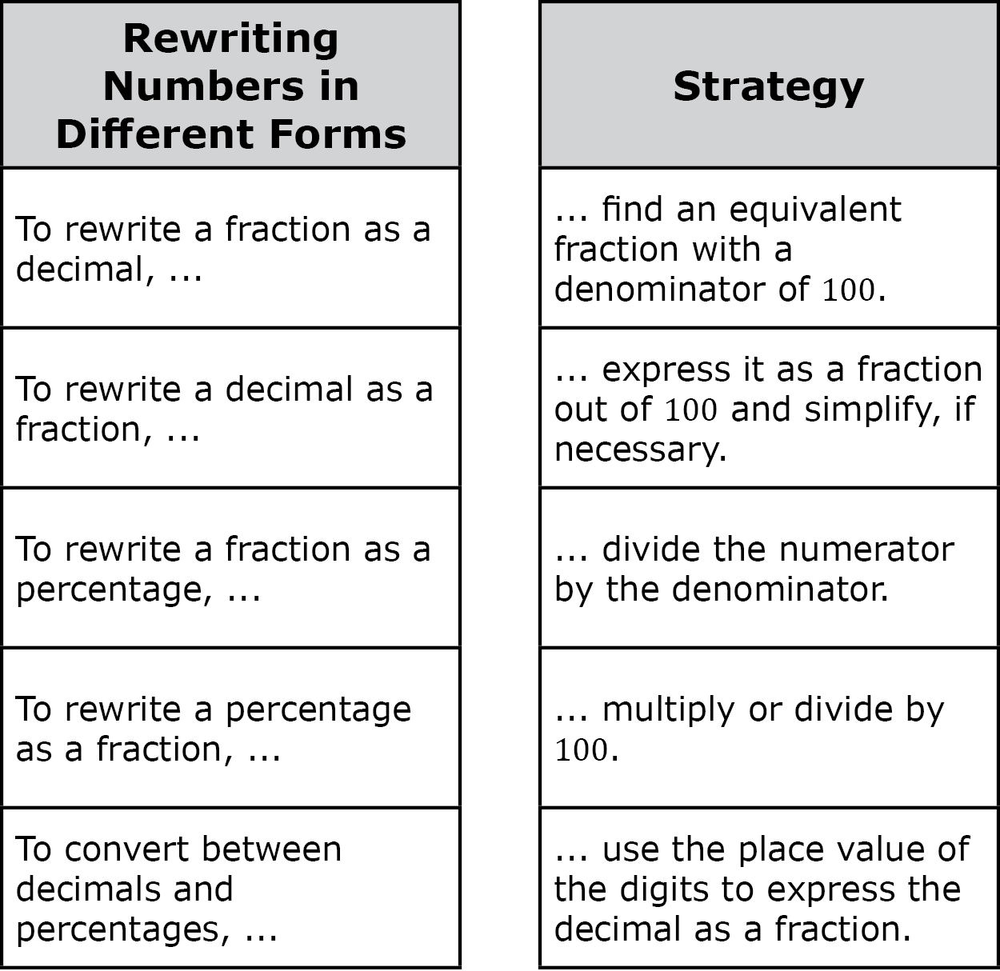 Rewriting
Numbers in
Different Forms
To rewrite a fraction as a
decimal, ...
To rewrite a decimal as a
fraction, ...
To rewrite a fraction as a
percentage, ...
To rewrite a percentage
as a fraction, ...
To convert between
decimals and
percentages, ...
Strategy
... find an equivalent
fraction with a
denominator of 100.
... express it as a fraction
out of 100 and simplify, if
necessary.
... divide the numerator
by the denominator.
... multiply or divide by
100.
... use the place value of
the digits to express the
decimal as a fraction.